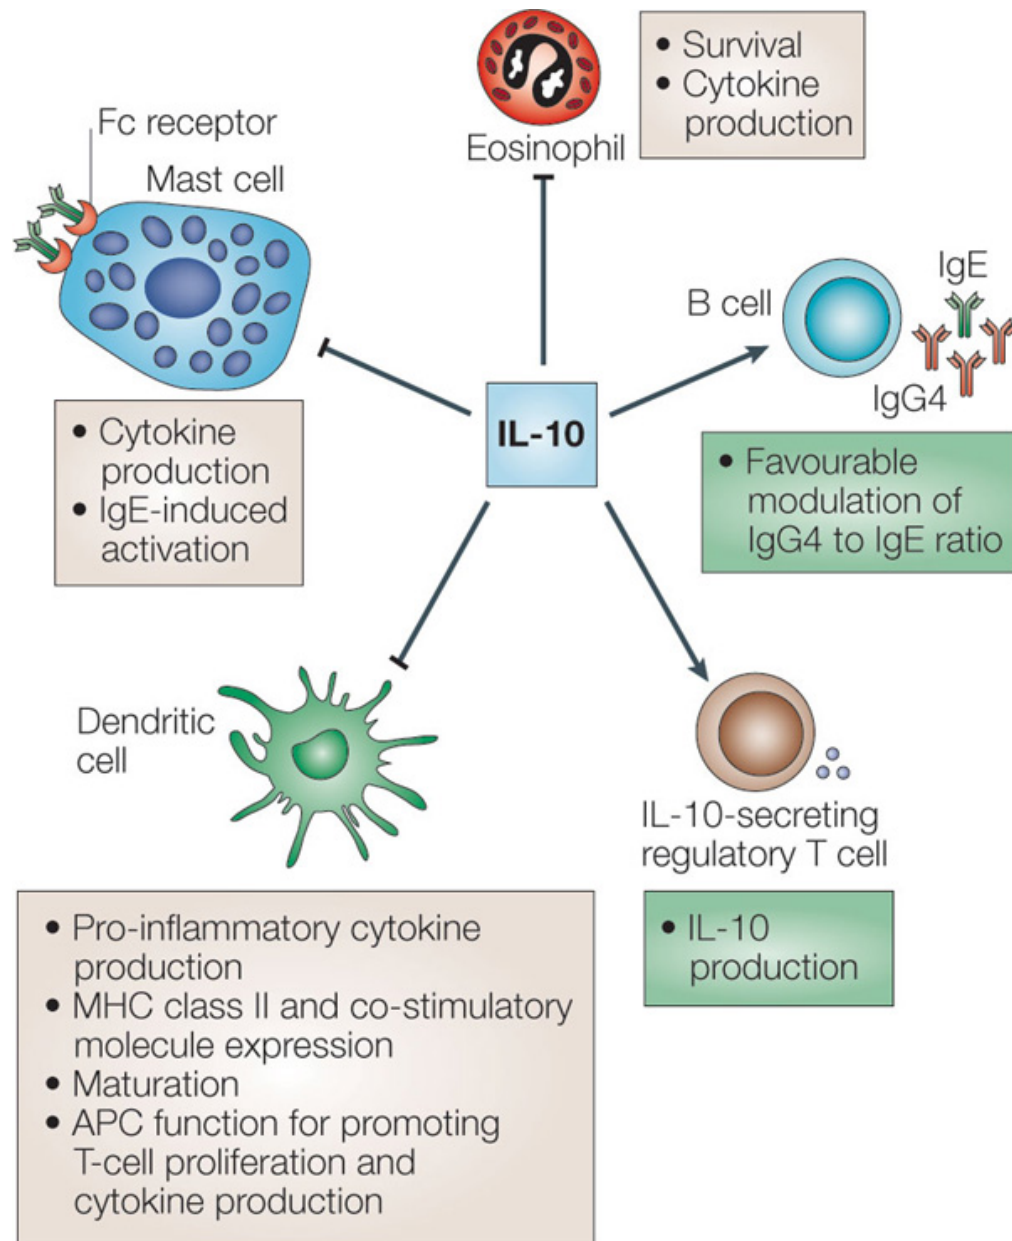 • Survival
• Cytokine
production
Eosinophil
Fc receptor
Mast cell
IgE
B cell
IgG4
IL-10
• Cytokine
production
• IgE-induced
activation
• Favourable
modulation of
IgG4 to IgE ratio
Dendritic
cell
IL-10-secreting
regulatory T cell
• Pro-inflammatory cytokine
production
• MHC class II and co-stimulatory
molecule expression
• Maturation
• APC function for promoting
T-cell proliferation and
cytokine production
• IL-10
production